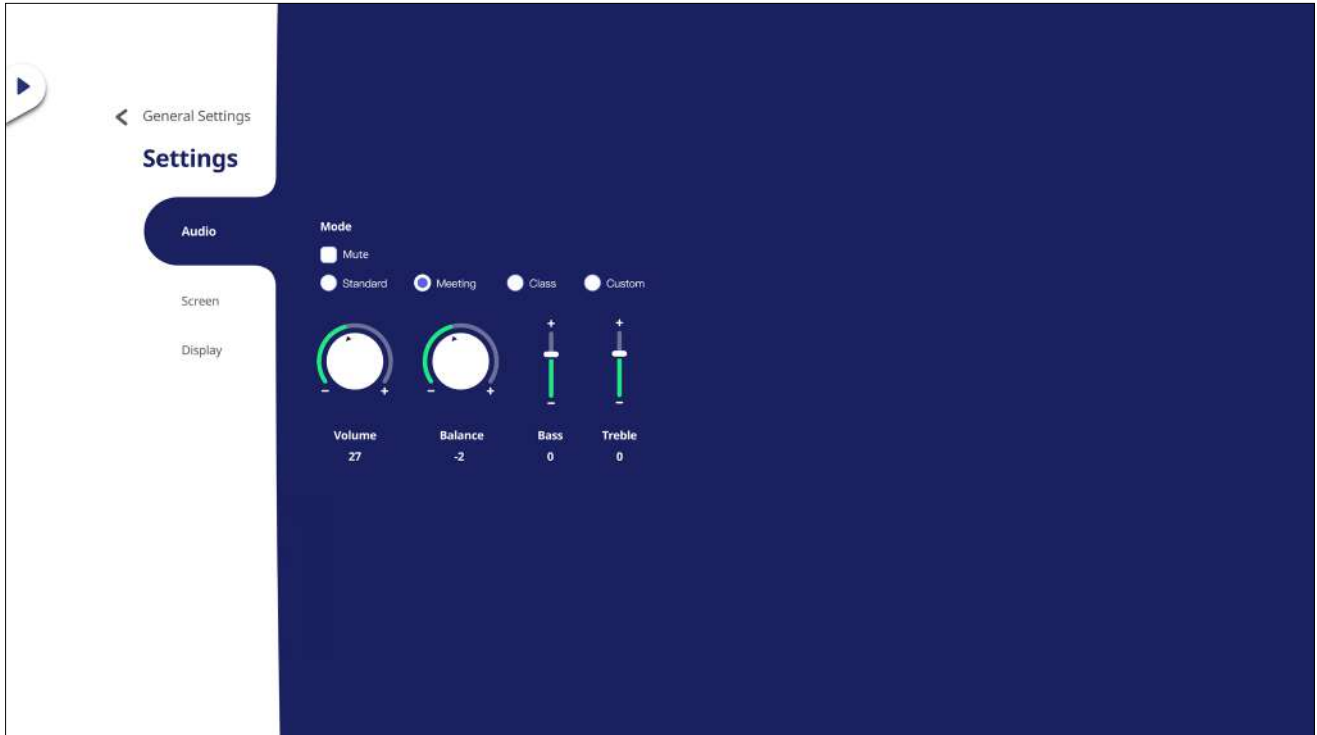 General Settings
Settings
Audio
Screen
Display
Mode
Mute
Standard Meeting Class Custom
+ +
- + - + - -
Volume Balance Bass Treble
27 -2 0 0